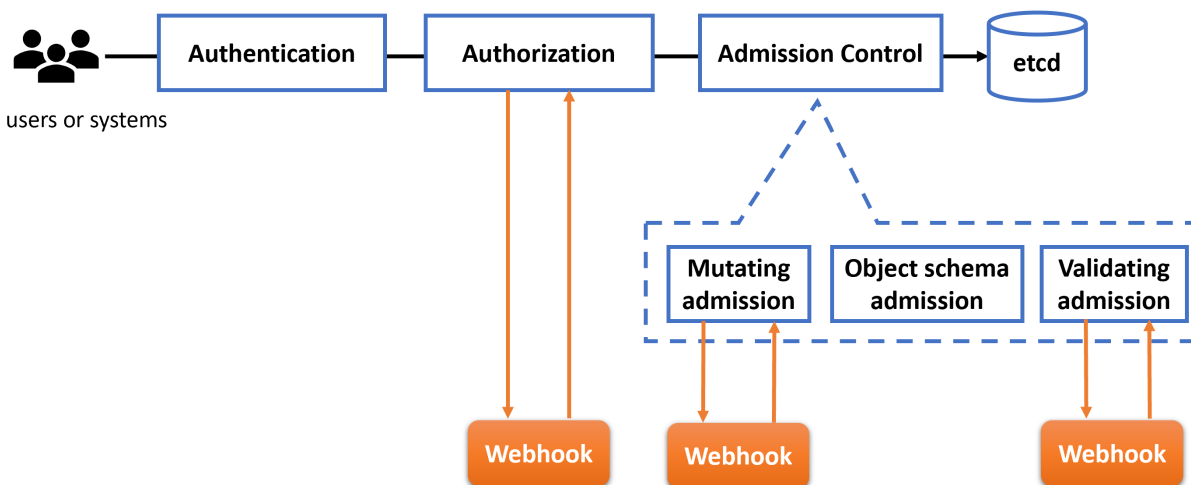 Authentication
Authorization
Admission Control
etcd
users or systems
Mutating
admission
Object schema
admission
Validating
admission
Webhook
Webhook
Webhook